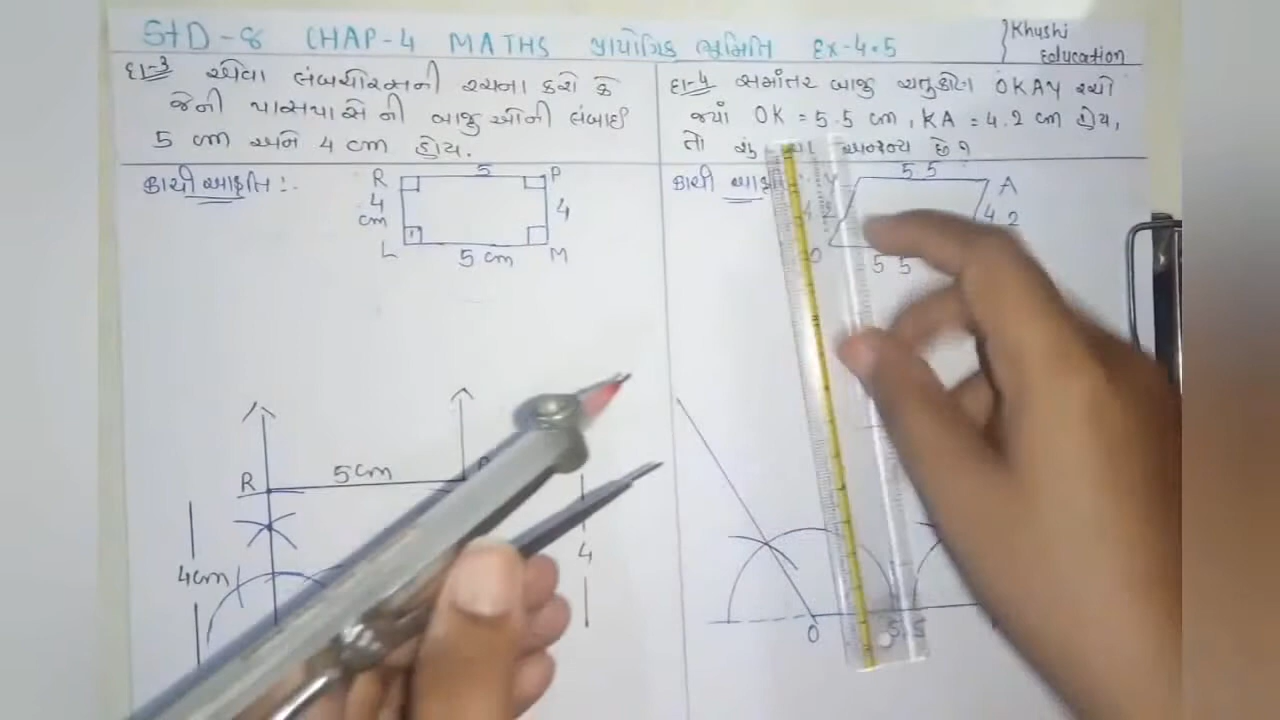 STD-8 CHAP-4 MATHS પ્રાયોગિક ભૂમિતિ Ex-4.5
Khushi
Education
દા-3 એવા લંબચોરસની રચના કરો કે
જેની પાસપાસે ની બાજુ ઓની લંબાઈ
5 cm અને 4 cm હોય.
દા-4 સમાંતર બાજુ ચતુષ્કોણ OKAY રચો
જ્યાં OK = 5.5 cm, KA = 4.2 cm હોય,
તો શું અનન્ય છે ?
કાચી આકૃતિ :-
R 5 P
4 cm 4
L 5 cm M
કાચી
5.5 A
4.2
O 5 5
R 5cm
4cm
4
O 5.5